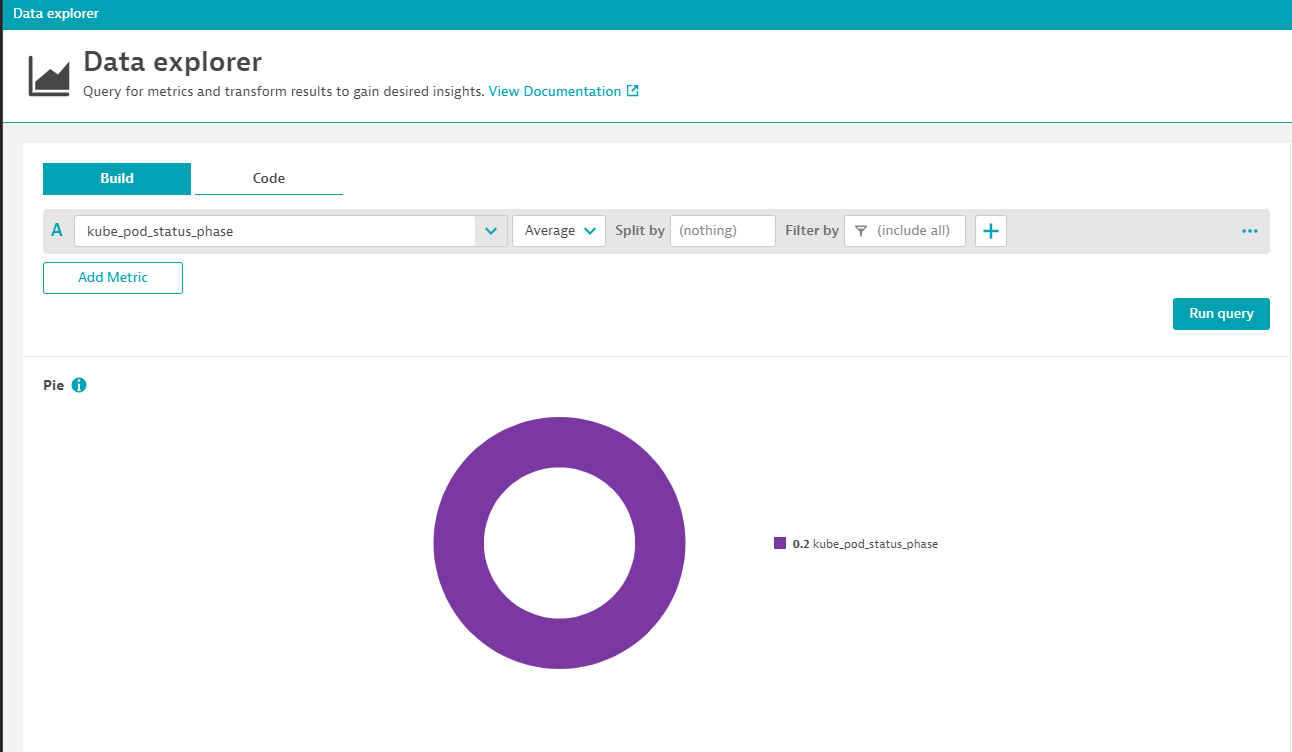 Data explorer
Data explorer
Query for metrics and transform results to gain desired insights. View Documentation
Build Code
A kube_pod_status_phase Average Split by (nothing) Filter by (include all)
Add Metric
Run query
Pie
0.2 kube_pod_status_phase